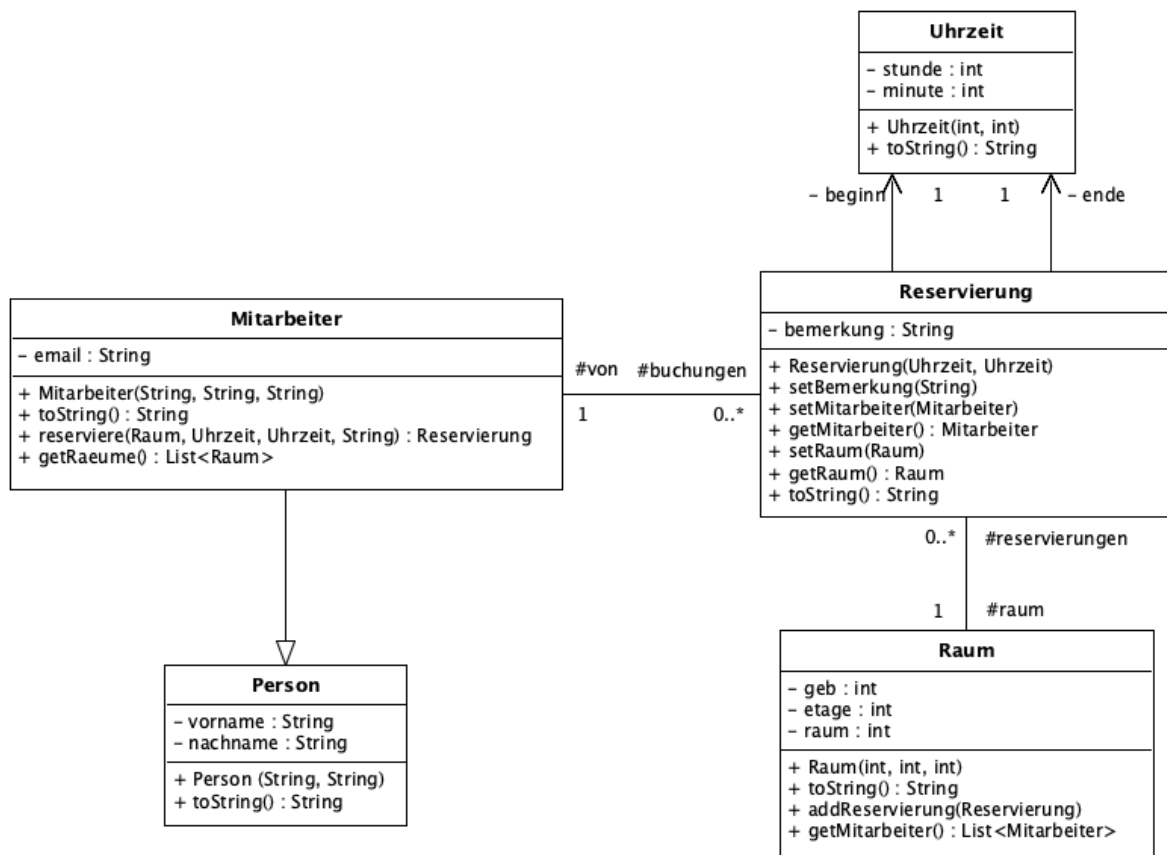 Uhrzeit
– stunde : int
– minute : int
+ Uhrzeit(int, int)
+ toString() : String
– beginn 1 1 – ende
Reservierung
– bemerkung : String
+ Reservierung(Uhrzeit, Uhrzeit)
+ setBemerkung(String)
+ setMitarbeiter(Mitarbeiter)
+ getMitarbeiter() : Mitarbeiter
+ setRaum(Raum)
+ getRaum() : Raum
+ toString() : String
Mitarbeiter
– email : String
+ Mitarbeiter(String, String, String)
+ toString() : String
+ reserviere(Raum, Uhrzeit, Uhrzeit, String) : Reservierung
+ getRaeume() : List<Raum>
#von #buchungen
1 0..*
0..* #reservierungen
1 #raum
Person
– vorname : String
– nachname : String
+ Person (String, String)
+ toString() : String
Raum
– geb : int
– etage : int
– raum : int
+ Raum(int, int, int)
+ toString() : String
+ addReservierung(Reservierung)
+ getMitarbeiter() : List<Mitarbeiter>